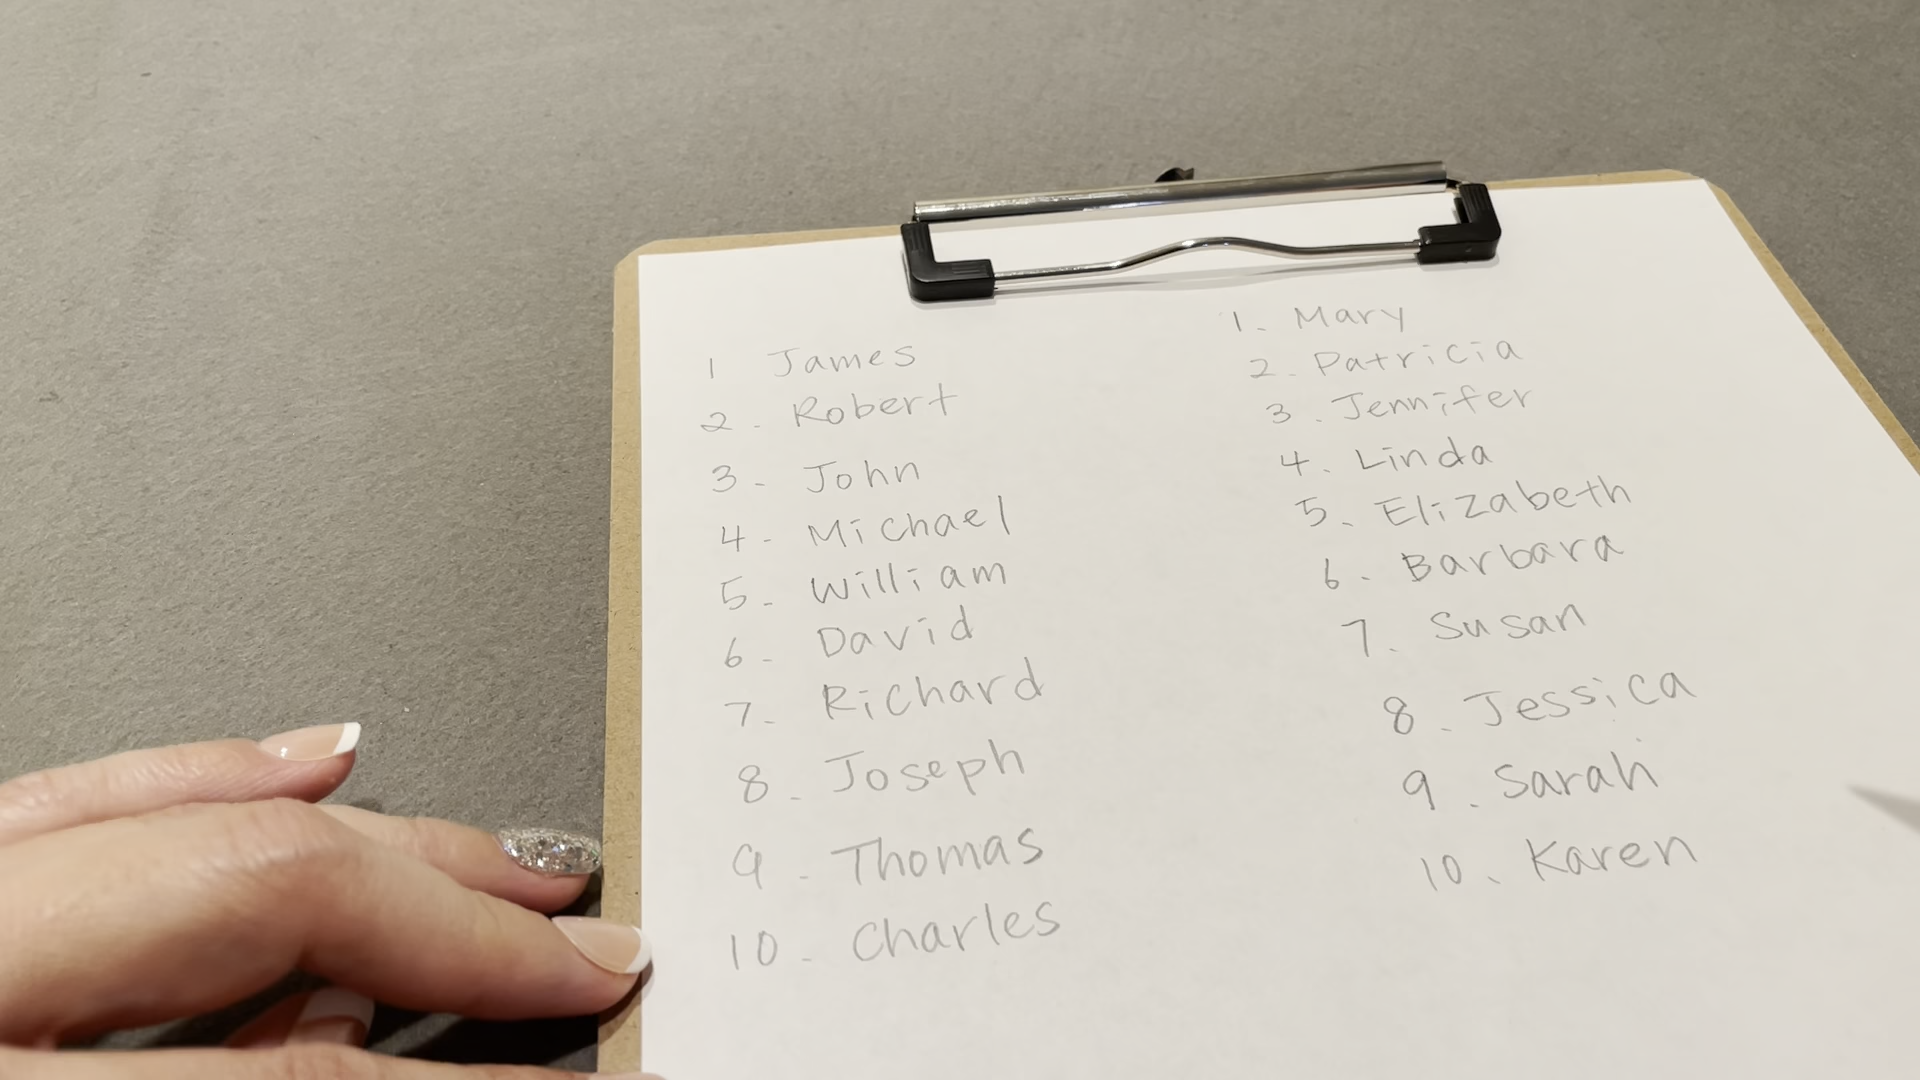 1 James
2. Robert
3. John
4. Michael
5. William
6. David
7. Richard
8. Joseph
9. Thomas
10. Charles
1. Mary
2. Patricia
3. Jennifer
4. Linda
5. Elizabeth
6. Barbara
7. Susan
8. Jessica
9. Sarah
10. Karen